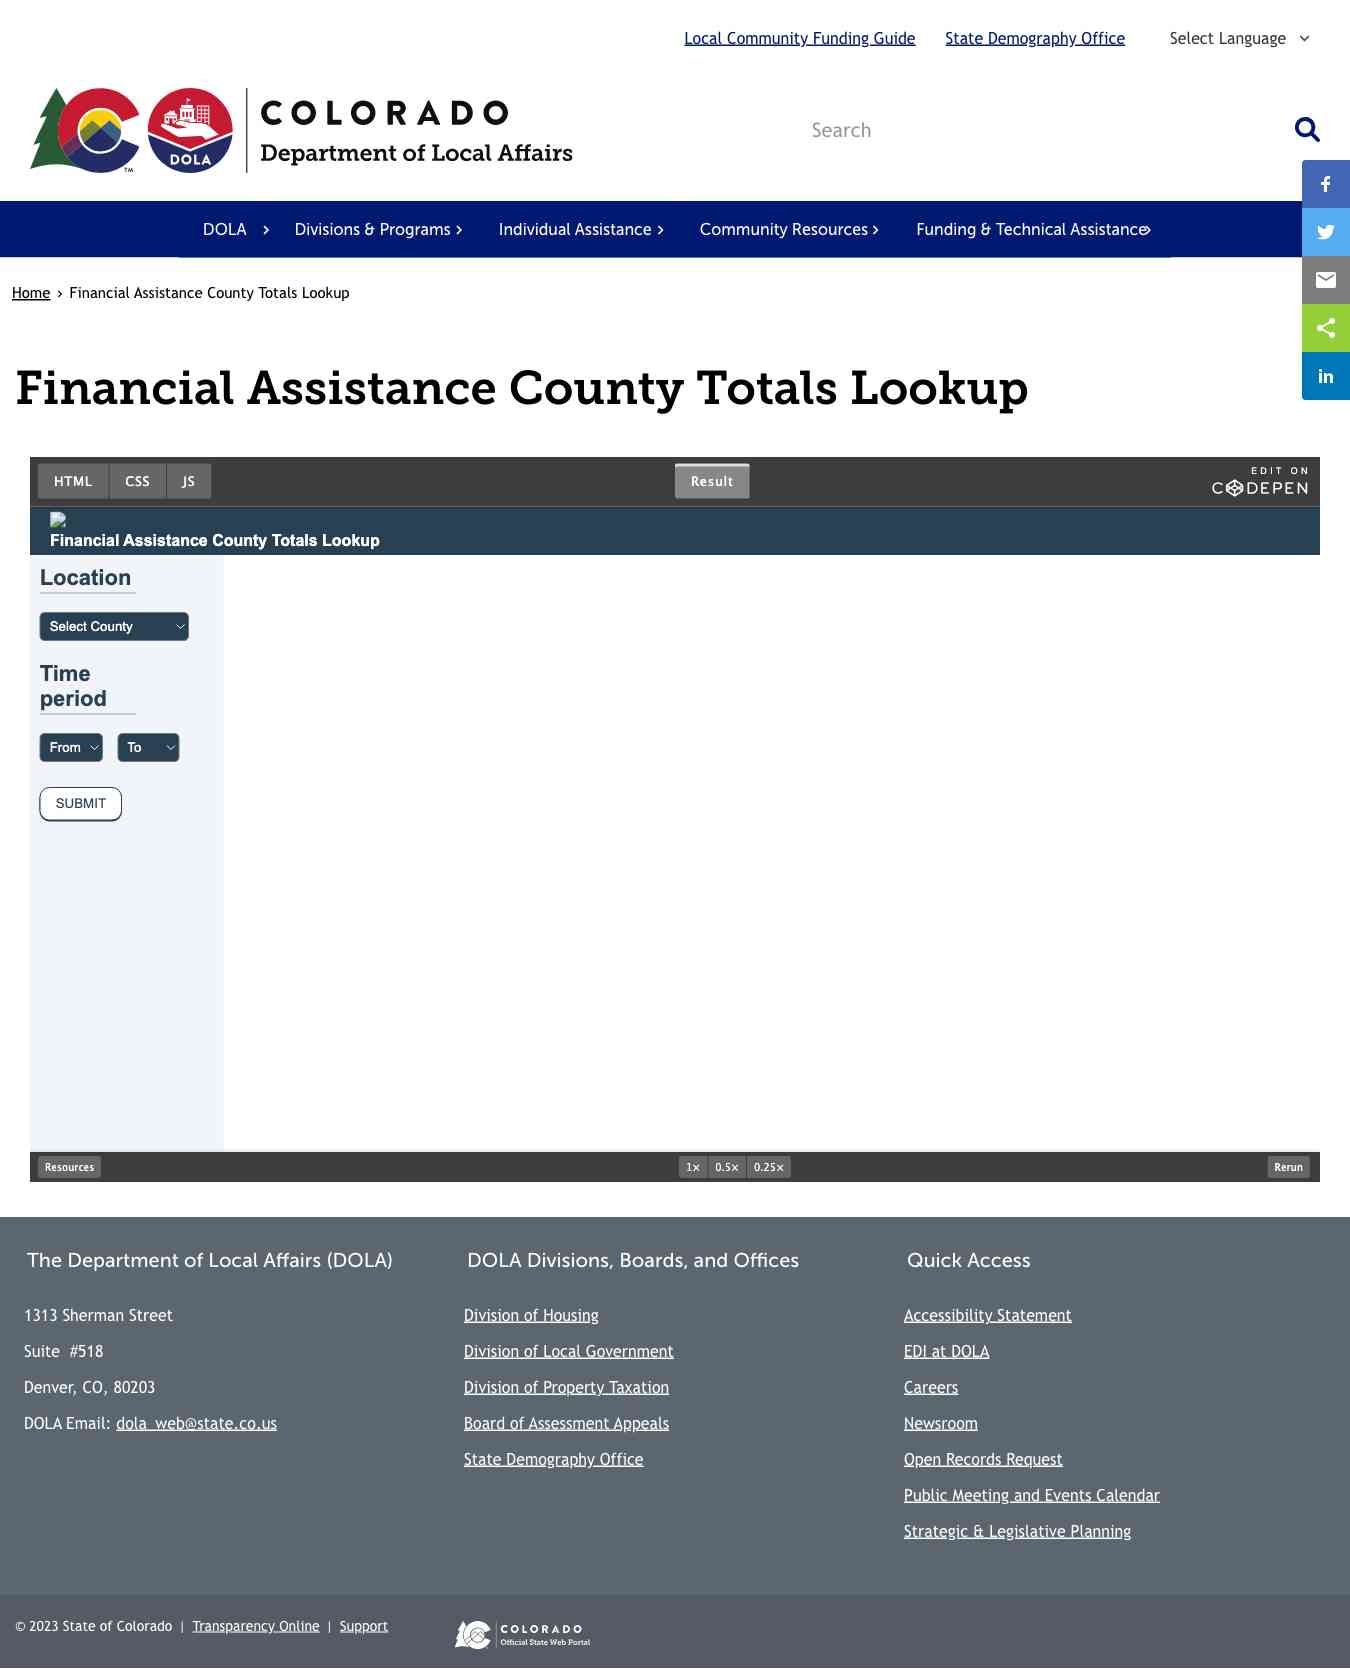 Local Community Funding Guide
State Demography Office
Select Language
TM
DOLA
COLORADO
Department of Local Affairs
Search
DOLA
Divisions & Programs
Individual Assistance
Community Resources
Funding & Technical Assistance
Home › Financial Assistance County Totals Lookup
Financial Assistance County Totals Lookup
HTML
CSS
JS
Result
EDIT ON
CODEPEN
Financial Assistance County Totals Lookup
Location
Select County
Time
period
From
To
SUBMIT
Resources
1×
0.5×
0.25×
Rerun
The Department of Local Affairs (DOLA)
1313 Sherman Street
Suite #518
Denver, CO, 80203
DOLA Email: dola_web@state.co.us
DOLA Divisions, Boards, and Offices
Division of Housing
Division of Local Government
Division of Property Taxation
Board of Assessment Appeals
State Demography Office
Quick Access
Accessibility Statement
EDI at DOLA
Careers
Newsroom
Open Records Request
Public Meeting and Events Calendar
Strategic & Legislative Planning
© 2023 State of Colorado | Transparency Online | Support
COLORADO
Official State Web Portal